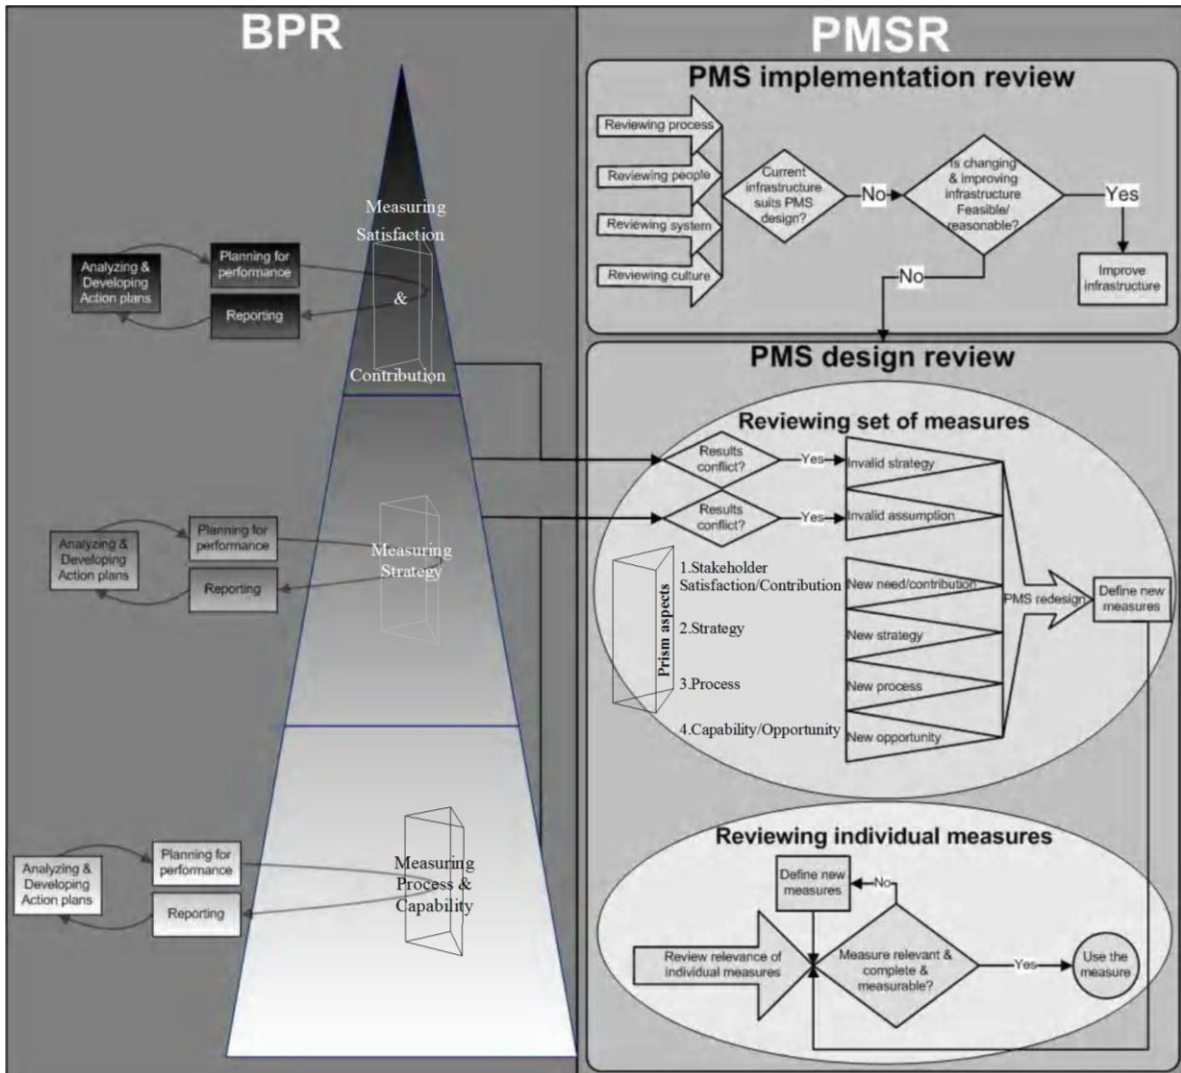 BPR
Measuring
Satisfaction
&
Contribution
Planning for
performance
Analyzing &
Developing
Action plans
Reporting
Planning for
performance
Analyzing &
Developing
Action plans
Reporting
Measuring
Strategy
Planning for
performance
Analyzing &
Developing
Action plans
Reporting
Measuring
Process &
Capability
PMSR
PMS implementation review
Reviewing process
Reviewing people
Reviewing system
Reviewing culture
Current
infrastructure
suits PMS
design?
No
Is changing
& improving
infrastructure
Feasible/
reasonable?
Yes
No
Improve
infrastructure
PMS design review
Reviewing set of measures
Results
conflict?
Yes
Invalid strategy
Results
conflict?
Yes
Invalid assumption
Prism aspects
1.Stakeholder
Satisfaction/Contribution
2.Strategy
3.Process
4.Capability/Opportunity
New need/contribution
New strategy
New process
New opportunity
PMS redesign
Define new
measures
Reviewing individual measures
Define new
measures
No
Review relevance of
individual measures
Measure relevant &
complete &
measurable?
Yes
Use the
measure